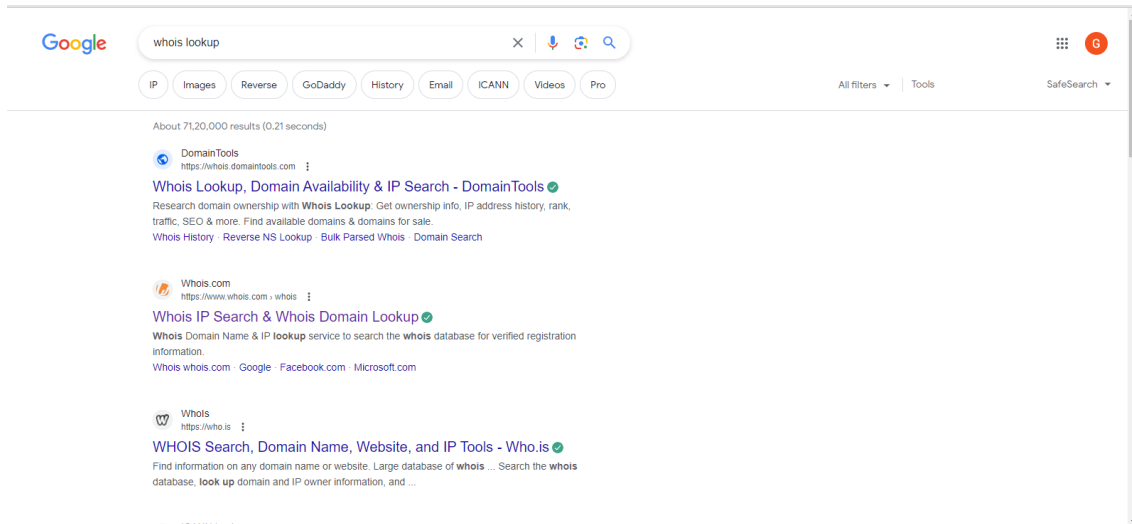 Google
whois lookup
G
IP Images Reverse GoDaddy History Email ICANN Videos Pro
All filters Tools SafeSearch
About 71,20,000 results (0.21 seconds)
DomainTools
https://whois.domaintools.com
Whois Lookup, Domain Availability & IP Search - DomainTools
Research domain ownership with Whois Lookup: Get ownership info, IP address history, rank,
traffic, SEO & more. Find available domains & domains for sale.
Whois History · Reverse NS Lookup · Bulk Parsed Whois · Domain Search
Whois.com
https://www.whois.com › whois
Whois IP Search & Whois Domain Lookup
Whois Domain Name & IP lookup service to search the whois database for verified registration
information.
Whois whois.com · Google · Facebook.com · Microsoft.com
WhoIs
https://who.is
WHOIS Search, Domain Name, Website, and IP Tools - Who.is
Find information on any domain name or website. Large database of whois ... Search the whois
database, look up domain and IP owner information, and ...